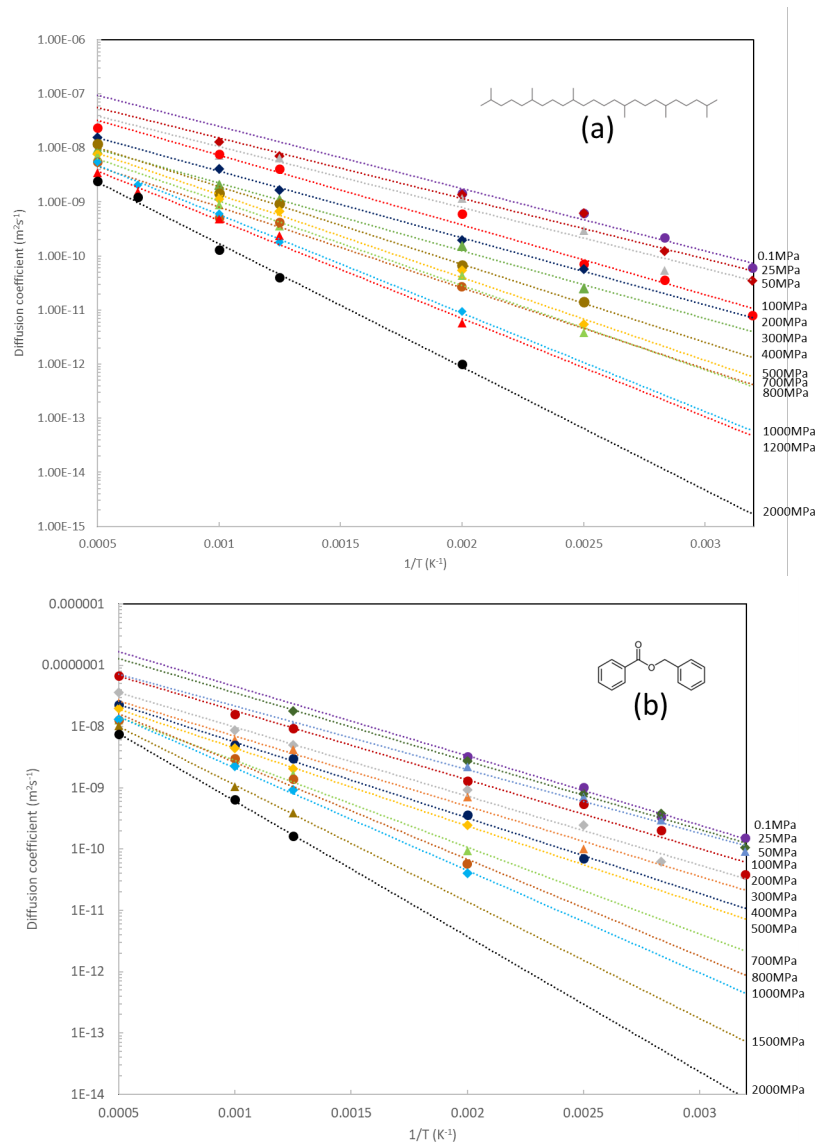 1.00E-06
1.00E-07
1.00E-08
1.00E-09
1.00E-10
1.00E-11
1.00E-12
1.00E-13
1.00E-14
1.00E-15
Diffusion coefficient (m²s⁻¹)
(a)
0.1MPa
25MPa
50MPa
100MPa
200MPa
300MPa
400MPa
500MPa
700MPa
800MPa
1000MPa
1200MPa
2000MPa
0.0005
0.001
0.0015
0.002
0.0025
0.003
1/T (K⁻¹)
0.000001
0.0000001
1E-08
1E-09
1E-10
1E-11
1E-12
1E-13
1E-14
Diffusion coefficient (m²s⁻¹)
O
O
(b)
0.1MPa
25MPa
50MPa
100MPa
200MPa
300MPa
400MPa
500MPa
700MPa
800MPa
1000MPa
1500MPa
2000MPa
0.0005
0.001
0.0015
0.002
0.0025
0.003
1/T (K⁻¹)